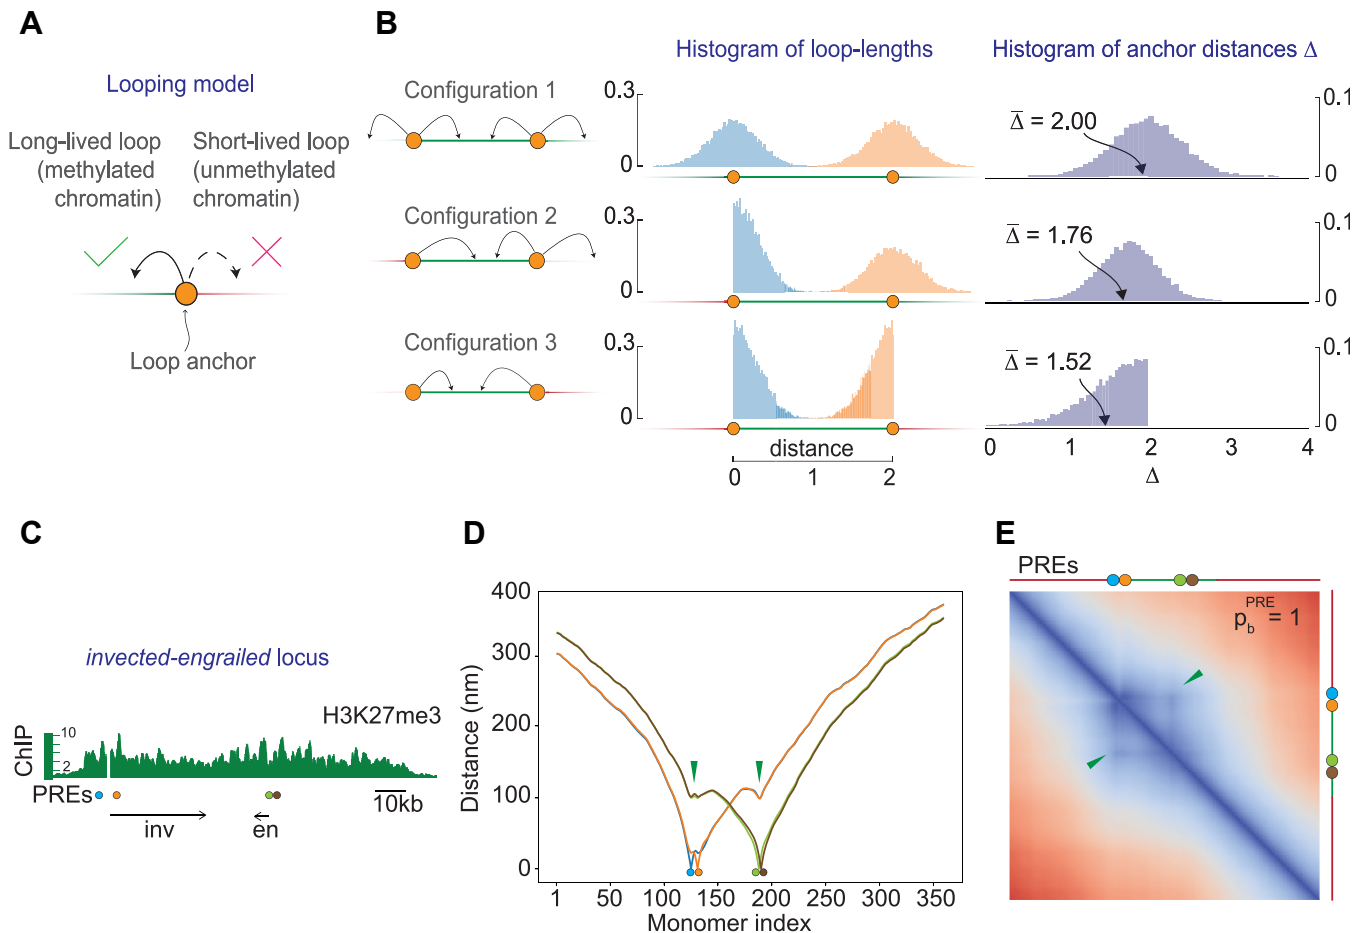 A
Looping model
Long-lived loop
(methylated
chromatin)
Short-lived loop
(unmethylated
chromatin)
Loop anchor
B
Histogram of loop-lengths
Histogram of anchor distances Δ
Configuration 1
0.3
0
Δ̅ = 2.00
0.1
0
Configuration 2
0.3
0
Δ̅ = 1.76
0.1
0
Configuration 3
0.3
0
Δ̅ = 1.52
0.1
0
distance
0 1 2
0 1 2 3 4
Δ
C
invected-engrailed locus
H3K27me3
ChIP
10
2
PREs
10kb
inv
en
D
Distance (nm)
400
300
200
100
0
1 50 100 150 200 250 300 350
Monomer index
E
PREs
p_b^PRE = 1